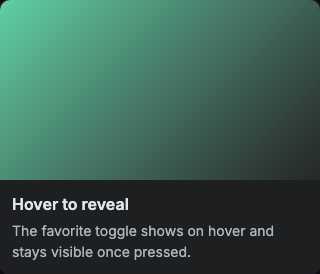 Hover to reveal
The favorite toggle shows on hover and
stays visible once pressed.